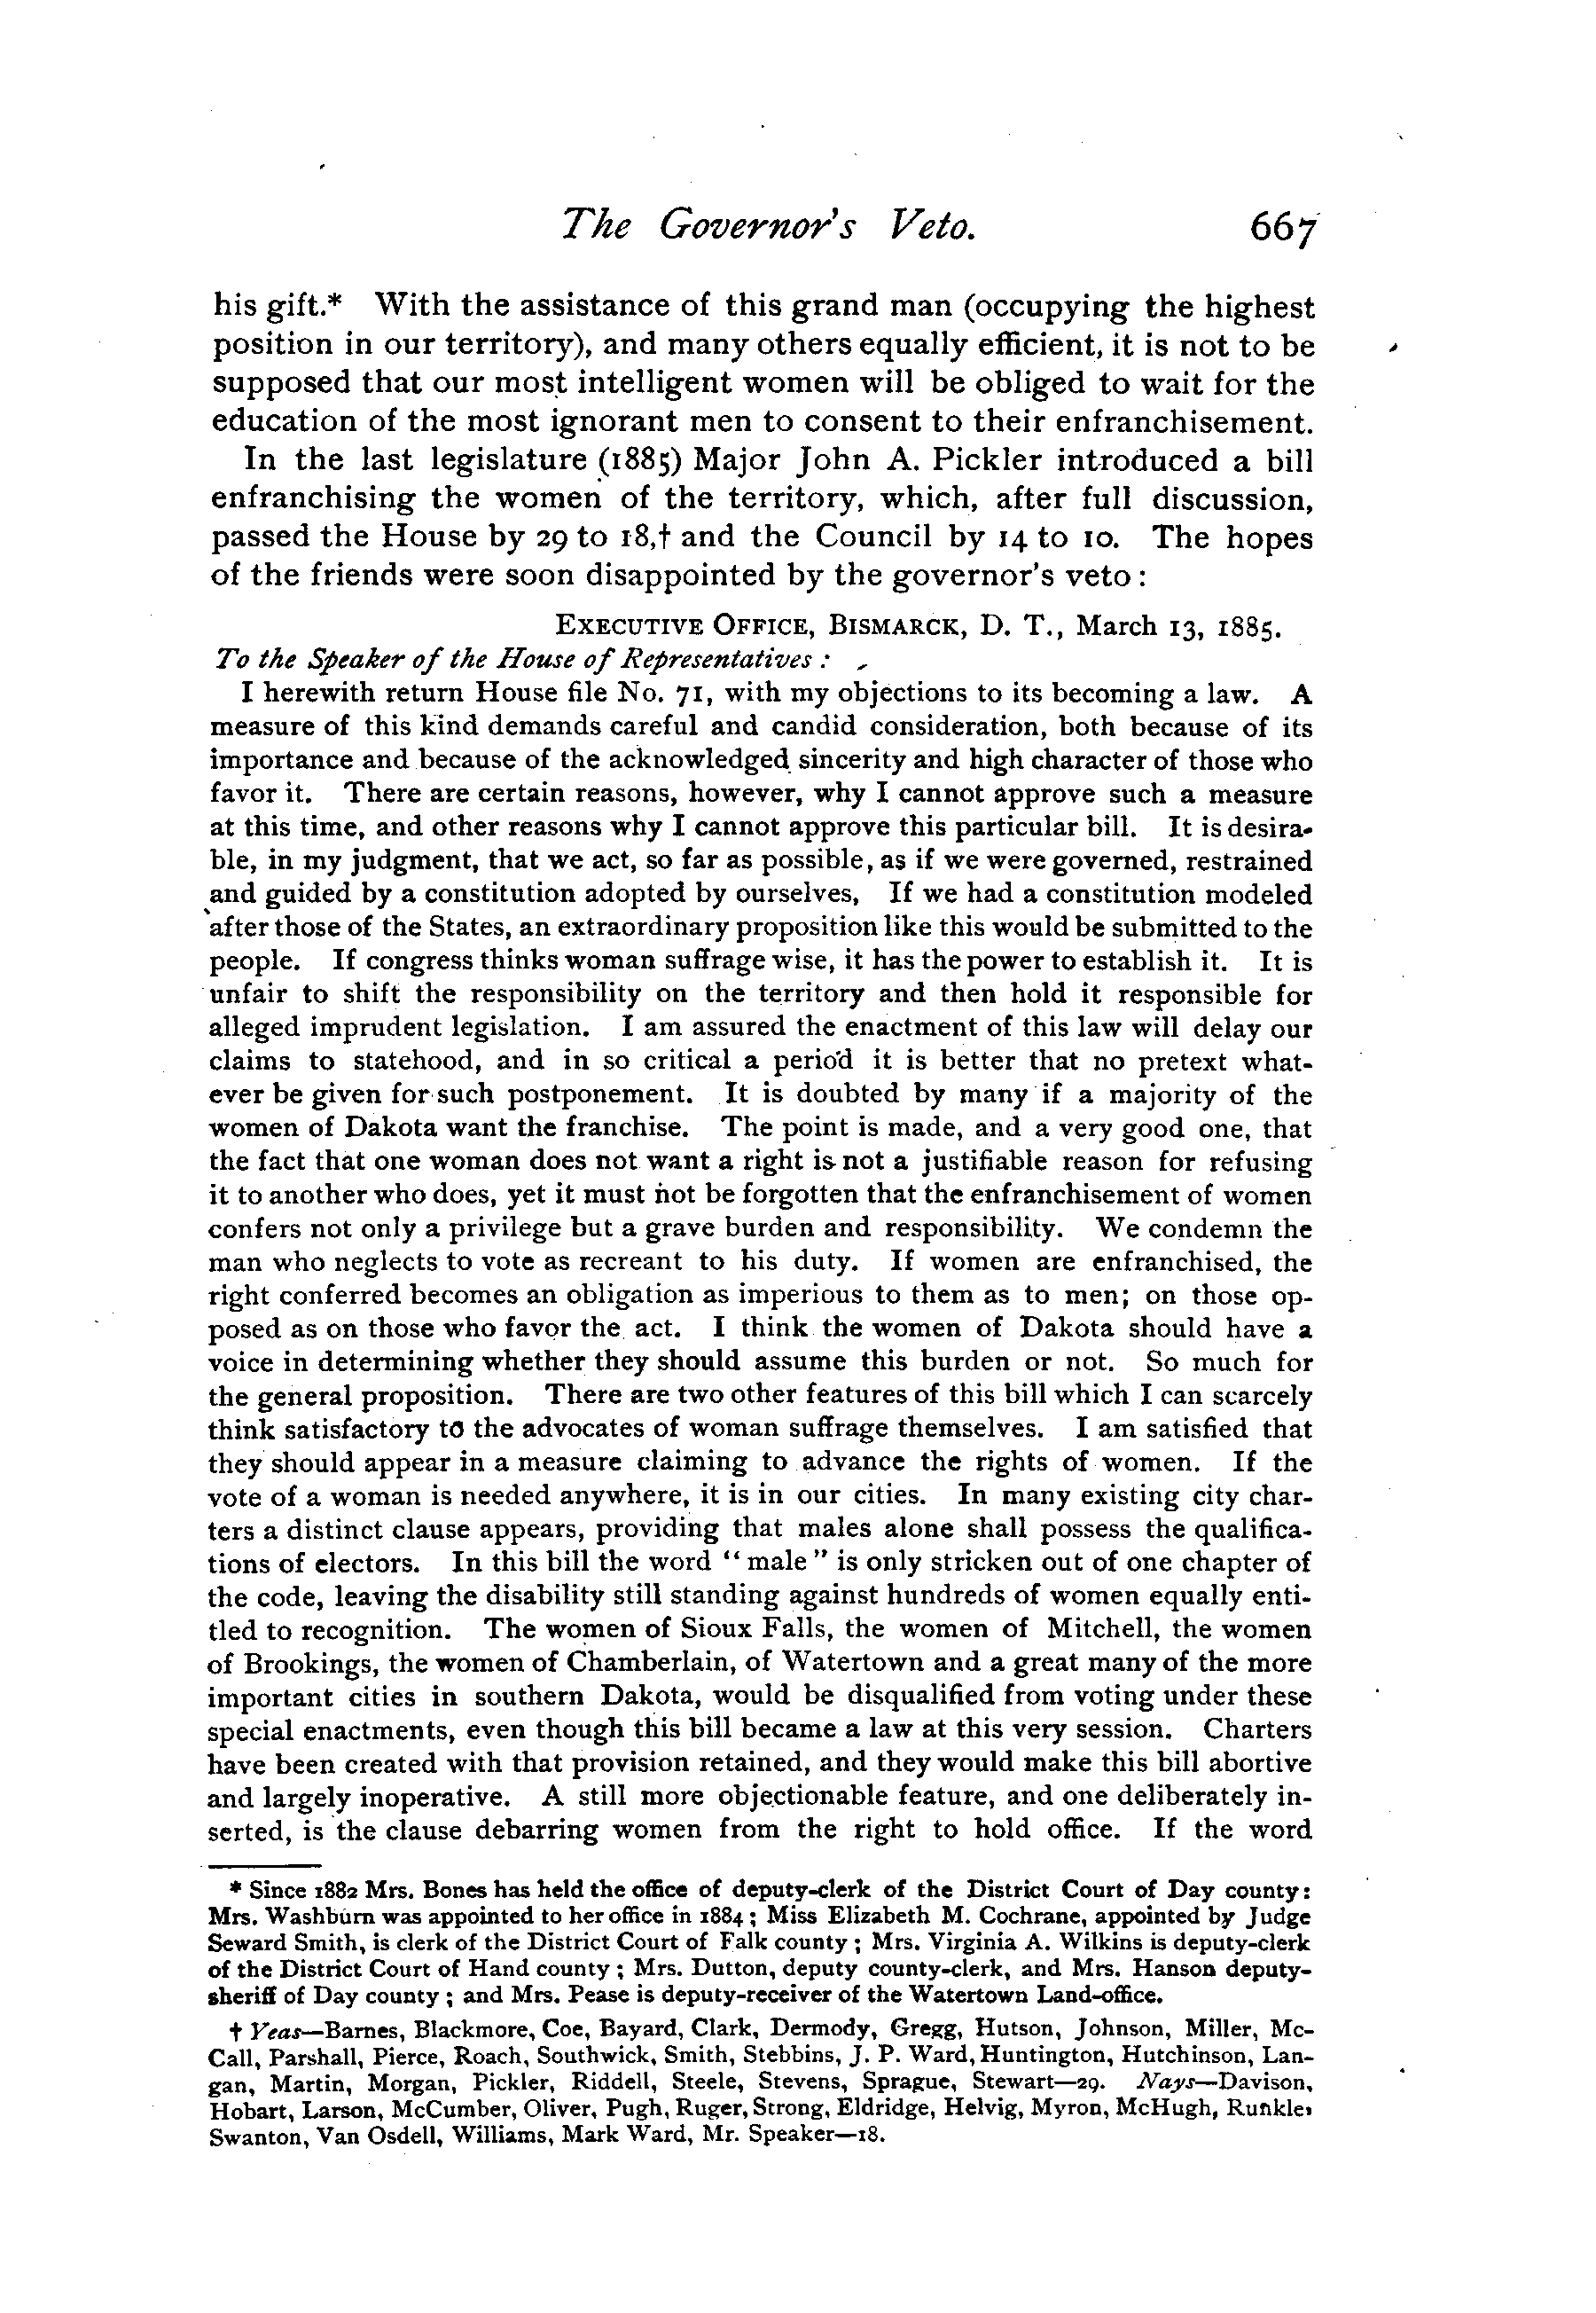 The Governor's Veto. 667
his gift.* With the assistance of this grand man (occupying the highest
position in our territory), and many others equally efficient, it is not to be
supposed that our most intelligent women will be obliged to wait for the
education of the most ignorant men to consent to their enfranchisement.
In the last legislature (1885) Major John A. Pickler introduced a bill
enfranchising the women of the territory, which, after full discussion,
passed the House by 29 to 18,† and the Council by 14 to 10. The hopes
of the friends were soon disappointed by the governor's veto:
EXECUTIVE OFFICE, BISMARCK, D. T., March 13, 1885.
To the Speaker of the House of Representatives:
I herewith return House file No. 71, with my objections to its becoming a law. A
measure of this kind demands careful and candid consideration, both because of its
importance and because of the acknowledged sincerity and high character of those who
favor it. There are certain reasons, however, why I cannot approve such a measure
at this time, and other reasons why I cannot approve this particular bill. It is desira-
ble, in my judgment, that we act, so far as possible, as if we were governed, restrained
and guided by a constitution adopted by ourselves, If we had a constitution modeled
after those of the States, an extraordinary proposition like this would be submitted to the
people. If congress thinks woman suffrage wise, it has the power to establish it. It is
unfair to shift the responsibility on the territory and then hold it responsible for
alleged imprudent legislation. I am assured the enactment of this law will delay our
claims to statehood, and in so critical a period it is better that no pretext what-
ever be given for such postponement. It is doubted by many if a majority of the
women of Dakota want the franchise. The point is made, and a very good one, that
the fact that one woman does not want a right is not a justifiable reason for refusing
it to another who does, yet it must not be forgotten that the enfranchisement of women
confers not only a privilege but a grave burden and responsibility. We condemn the
man who neglects to vote as recreant to his duty. If women are enfranchised, the
right conferred becomes an obligation as imperious to them as to men; on those op-
posed as on those who favor the act. I think the women of Dakota should have a
voice in determining whether they should assume this burden or not. So much for
the general proposition. There are two other features of this bill which I can scarcely
think satisfactory to the advocates of woman suffrage themselves. I am satisfied that
they should appear in a measure claiming to advance the rights of women. If the
vote of a woman is needed anywhere, it is in our cities. In many existing city char-
ters a distinct clause appears, providing that males alone shall possess the qualifica-
tions of electors. In this bill the word "male" is only stricken out of one chapter of
the code, leaving the disability still standing against hundreds of women equally enti-
tled to recognition. The women of Sioux Falls, the women of Mitchell, the women
of Brookings, the women of Chamberlain, of Watertown and a great many of the more
important cities in southern Dakota, would be disqualified from voting under these
special enactments, even though this bill became a law at this very session. Charters
have been created with that provision retained, and they would make this bill abortive
and largely inoperative. A still more objectionable feature, and one deliberately in-
serted, is the clause debarring women from the right to hold office. If the word
* Since 1882 Mrs. Bones has held the office of deputy-clerk of the District Court of Day county:
Mrs. Washburn was appointed to her office in 1884; Miss Elizabeth M. Cochrane, appointed by Judge
Seward Smith, is clerk of the District Court of Falk county; Mrs. Virginia A. Wilkins is deputy-clerk
of the District Court of Hand county; Mrs. Dutton, deputy county-clerk, and Mrs. Hanson deputy-
sheriff of Day county; and Mrs. Pease is deputy-receiver of the Watertown Land-office.
† Yeas—Barnes, Blackmore, Coe, Bayard, Clark, Dermody, Gregg, Hutson, Johnson, Miller, Mc-
Call, Parshall, Pierce, Roach, Southwick, Smith, Stebbins, J. P. Ward, Huntington, Hutchinson, Lan-
gan, Martin, Morgan, Pickler, Riddell, Steele, Stevens, Sprague, Stewart—29. Nays—Davison,
Hobart, Larson, McCumber, Oliver, Pugh, Ruger, Strong, Eldridge, Helvig, Myron, McHugh, Runkle,
Swanton, Van Osdell, Williams, Mark Ward, Mr. Speaker—18.